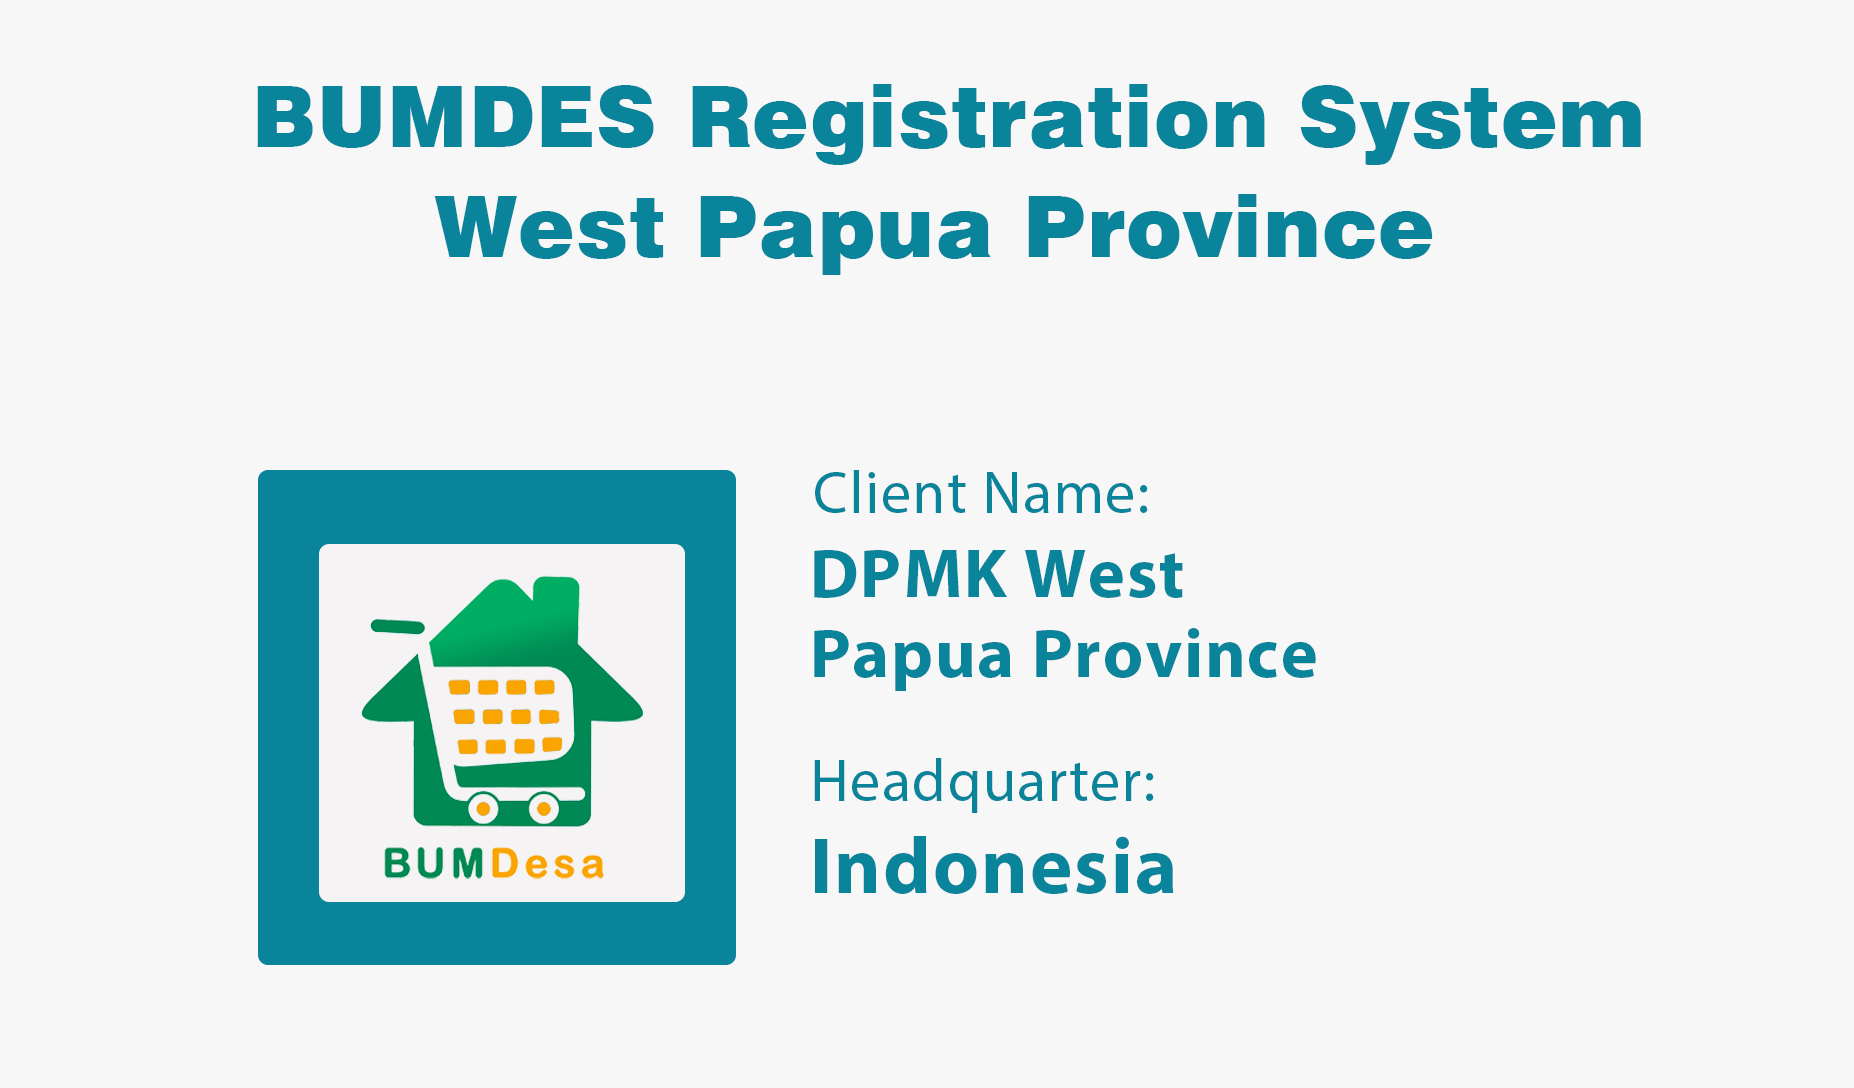 BUMDES Registration System
West Papua Province
Client Name:
DPMK West
Papua Province
Headquarter:
Indonesia
BUMDesa